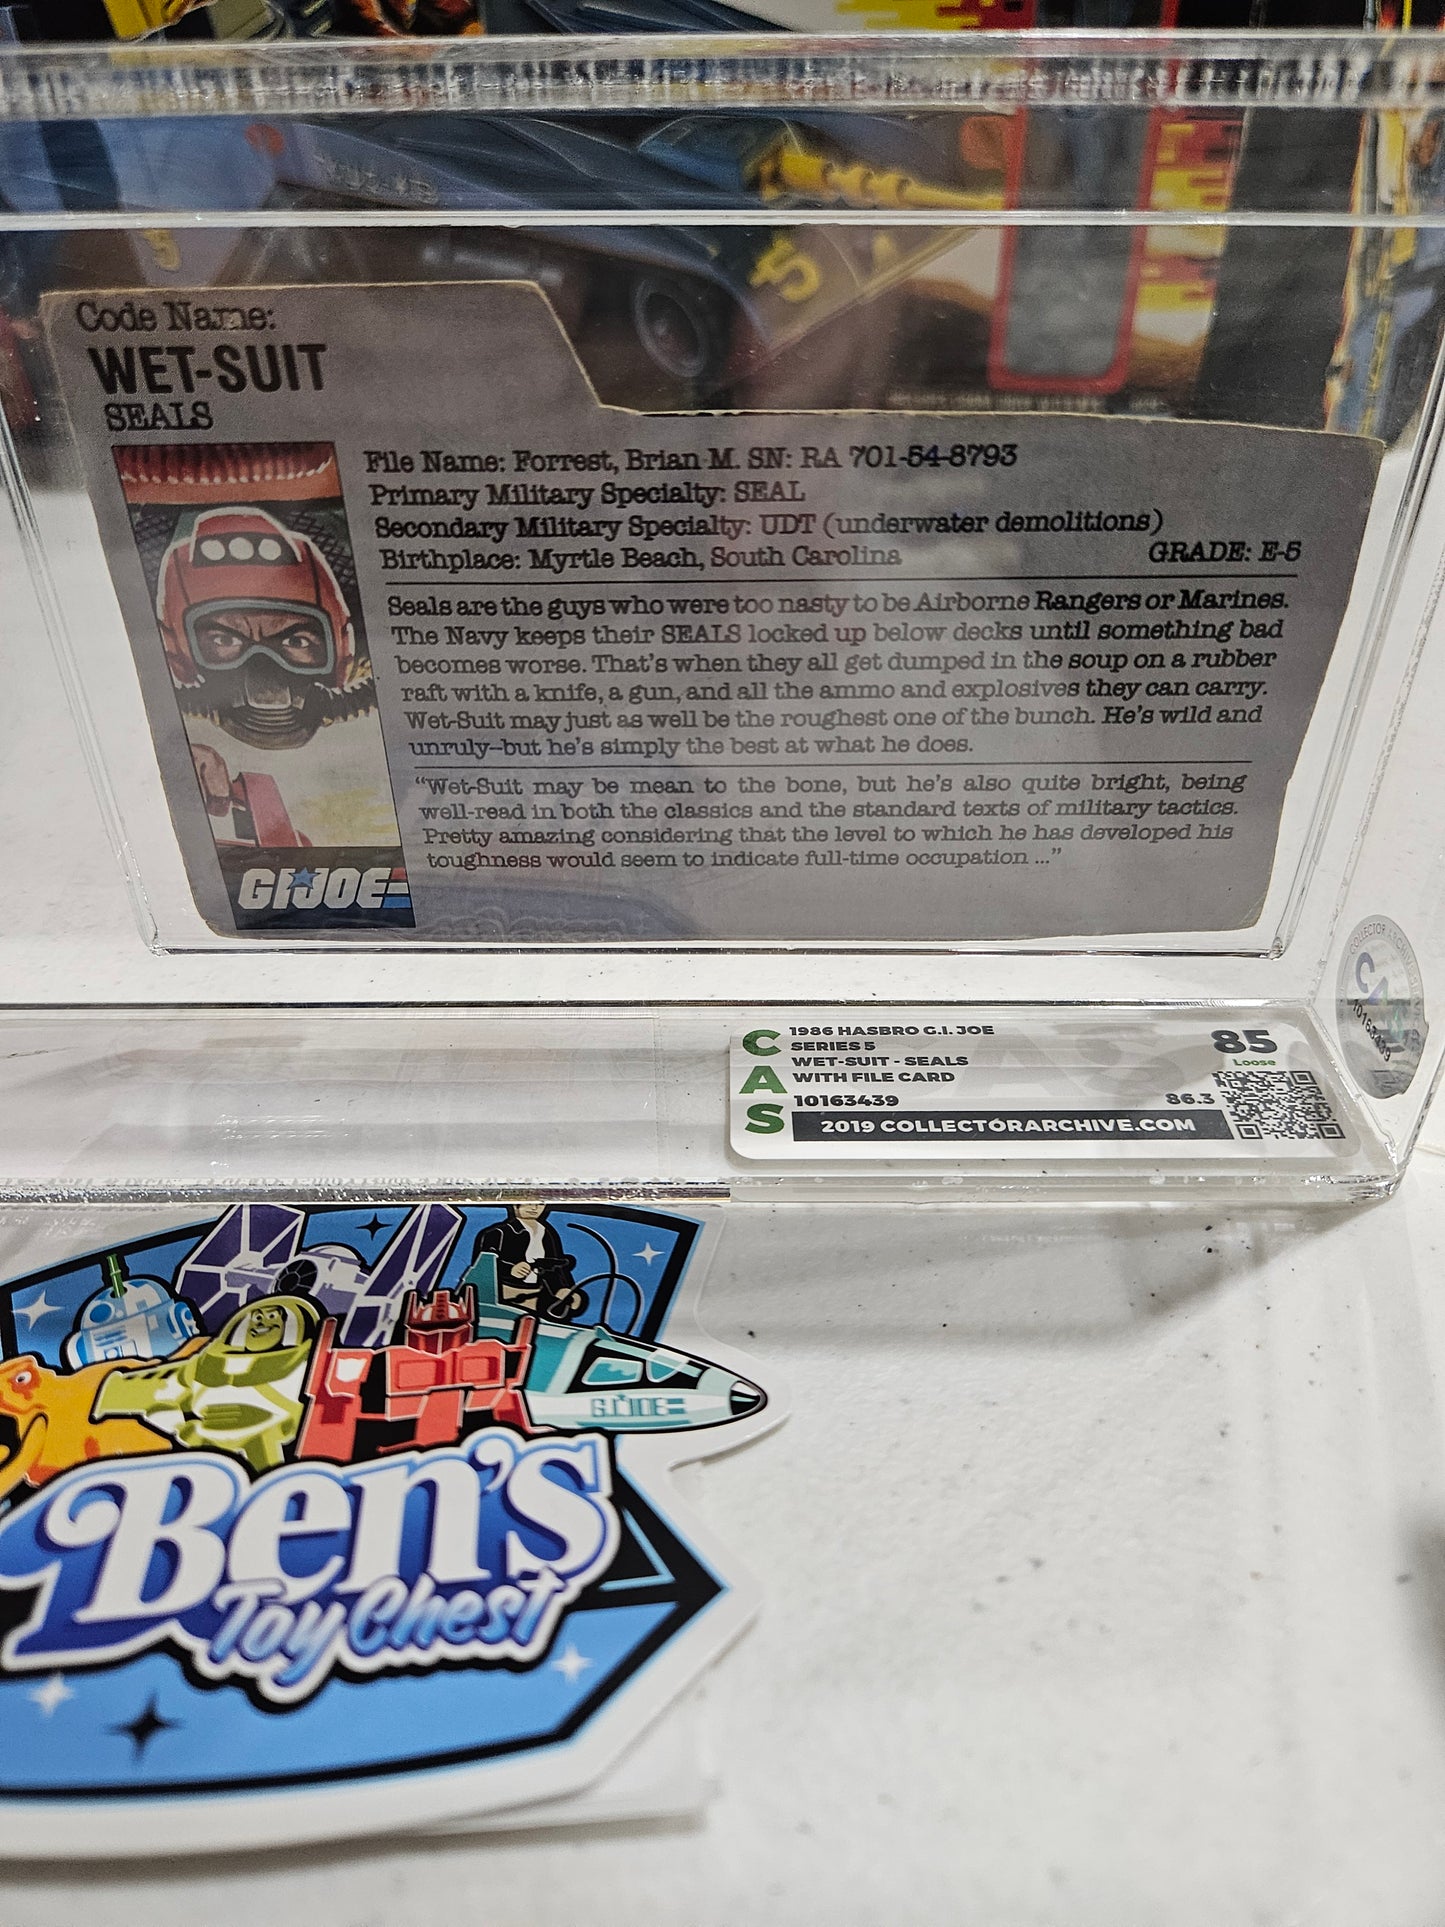 Code Name:
WET-SUIT
SEALS
File Name: Forrest, Brian M. SN: RA 701-54-8793
Primary Military Specialty: SEAL
Secondary Military Specialty: UDT (underwater demolitions)
Birthplace: Myrtle Beach, South Carolina GRADE: E-5
Seals are the guys who were too nasty to be Airborne Rangers or Marines.
The Navy keeps their SEALS locked up below decks until something bad
becomes worse. That's when they all get dumped in the soup on a rubber
raft with a knife, a gun, and all the ammo and explosives they can carry.
Wet-Suit may just as well be the roughest one of the bunch. He's wild and
unruly--but he's simply the best at what he does.
"Wet-Suit may be mean to the bone, but he's also quite bright, being
well-read in both the classics and the standard texts of military tactics.
Pretty amazing considering that the level to which he has developed his
toughness would seem to indicate full-time occupation ..."
GI JOE
COLLECTOR ARCHIVE
CAS
10163439
CAS
1986 HASBRO G.I. JOE
SERIES 5
WET-SUIT - SEALS
WITH FILE CARD
10163439
85
Loose
86.3
2019 COLLECTORARCHIVE.COM
G.I. JOE
Ben's
Toy Chest